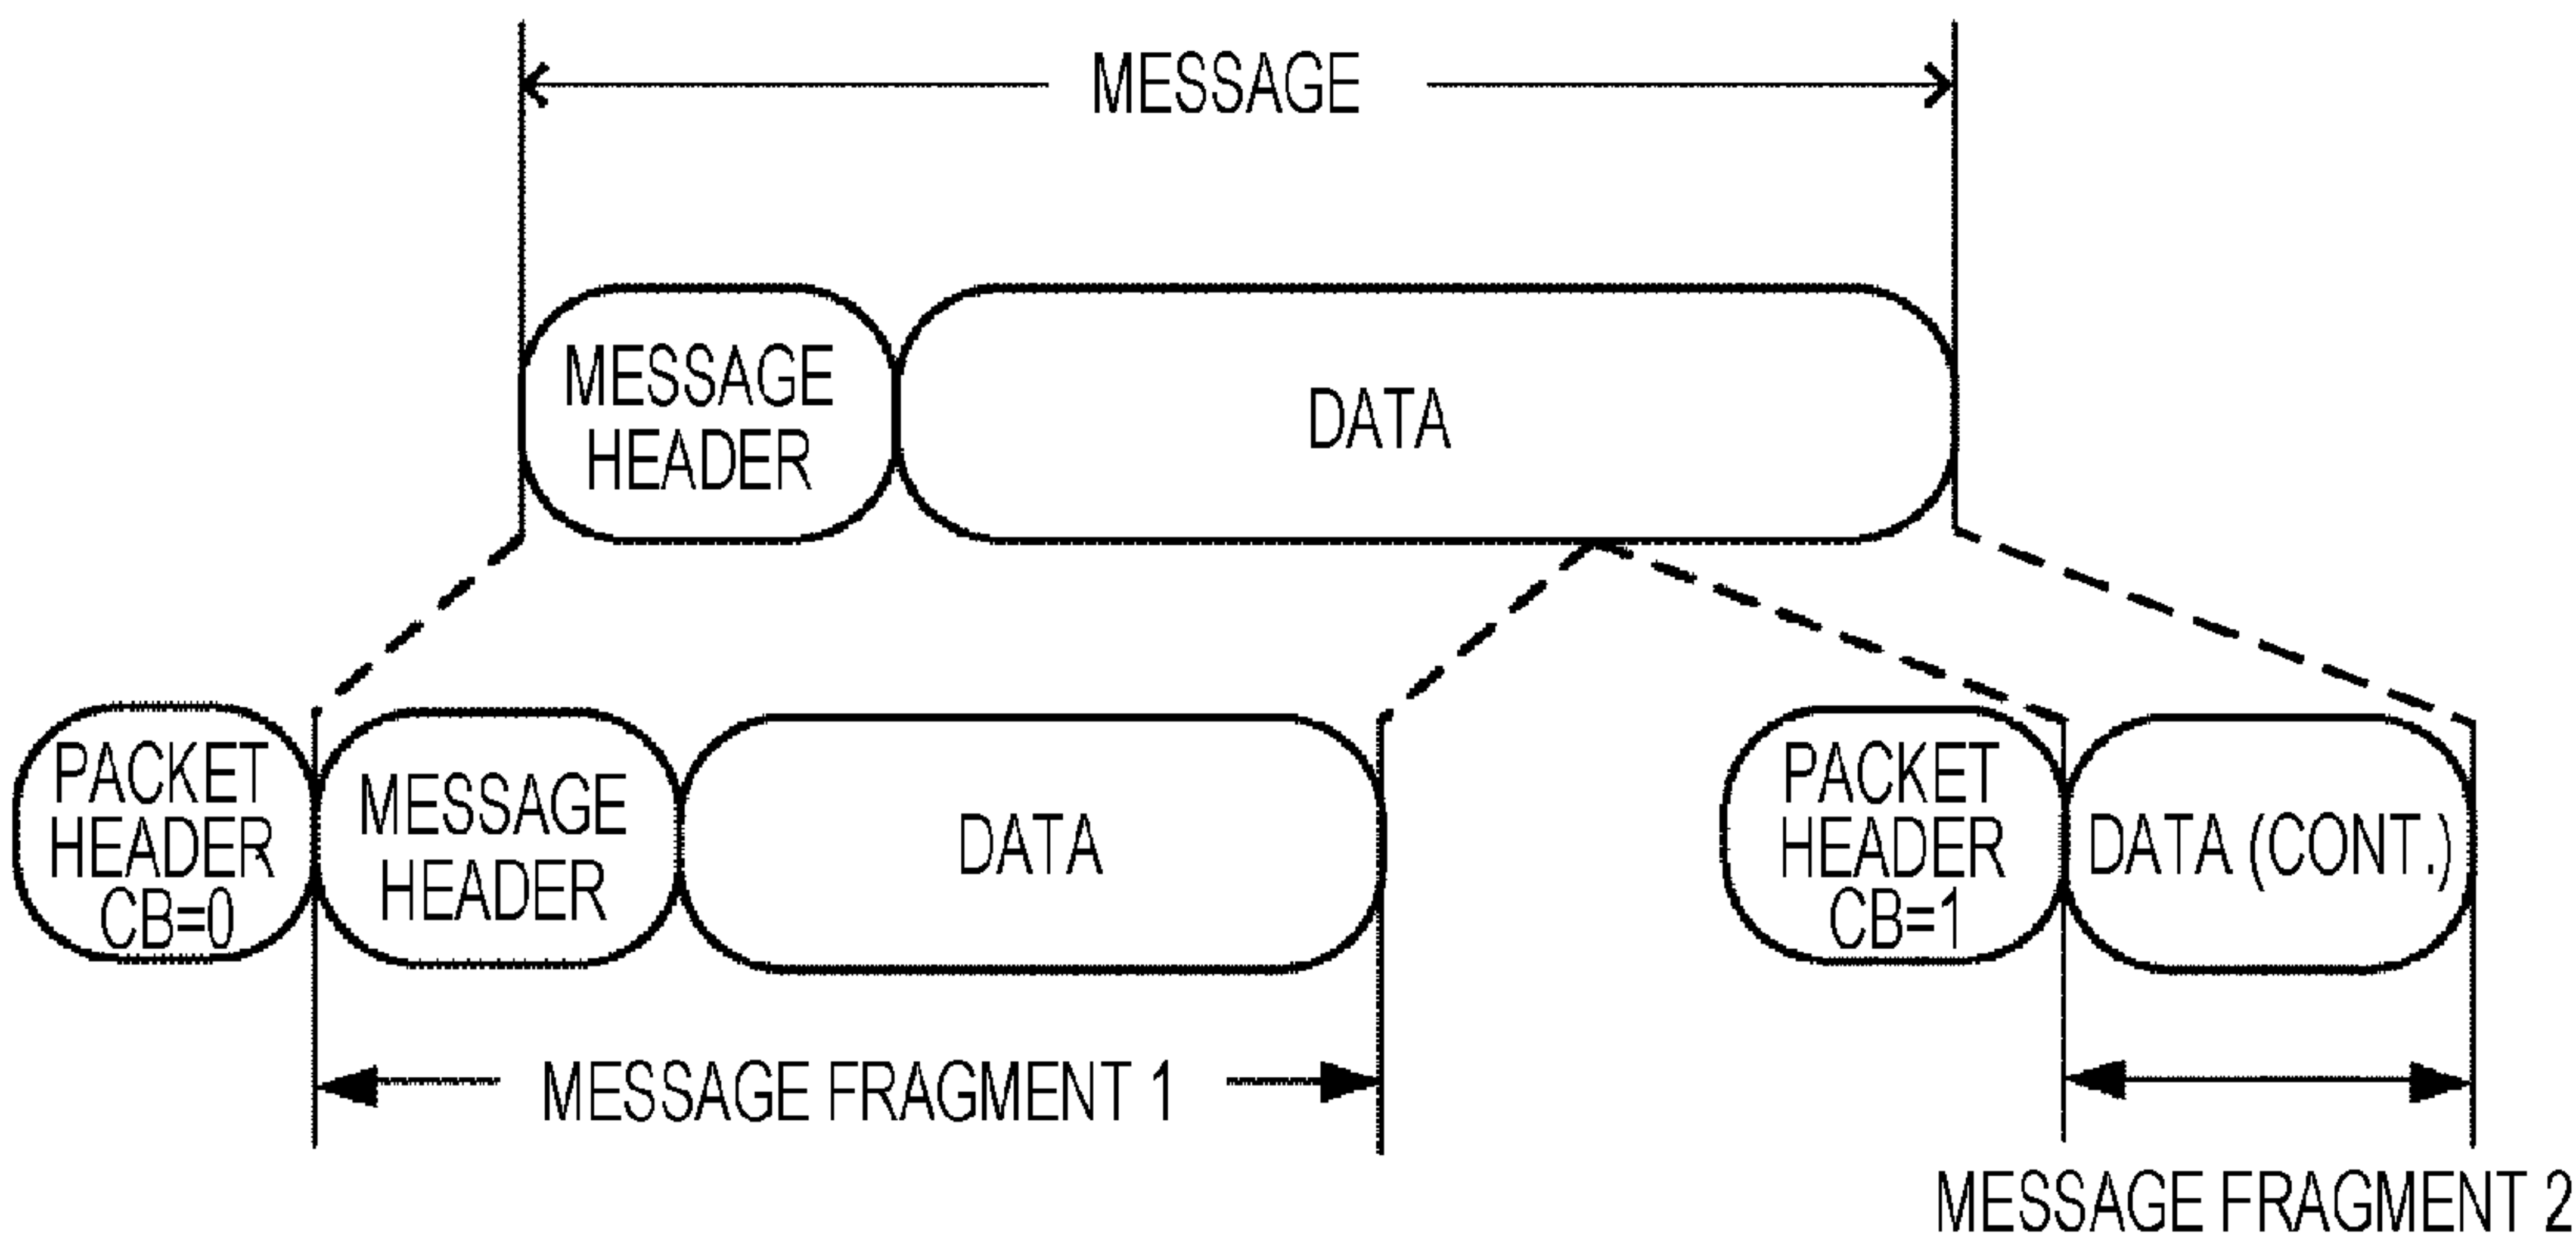 MESSAGE
MESSAGE
HEADER
DATA
PACKET
HEADER
CB=0
MESSAGE
HEADER
DATA
PACKET
HEADER
CB=1
DATA (CONT.)
MESSAGE FRAGMENT 1
MESSAGE FRAGMENT 2